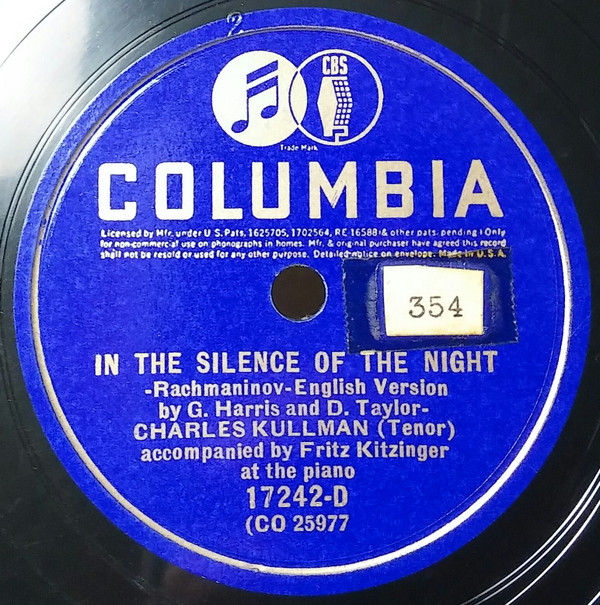 2
CBS
Trade Mark
COLUMBIA
Licensed by Mfr. under U.S. Pats. 1625705, 1702564, RE 16588 (& other pats. pending) Only
for non-commercial use on phonographs in homes. Mfr. & original purchaser have agreed this record
shall not be resold or used for any other purpose. Detailed notice on envelope. Made in U.S.A.
354
IN THE SILENCE OF THE NIGHT
-Rachmaninov-English Version
by G. Harris and D. Taylor-
CHARLES KULLMAN (Tenor)
accompanied by Fritz Kitzinger
at the piano
17242-D
(CO 25977